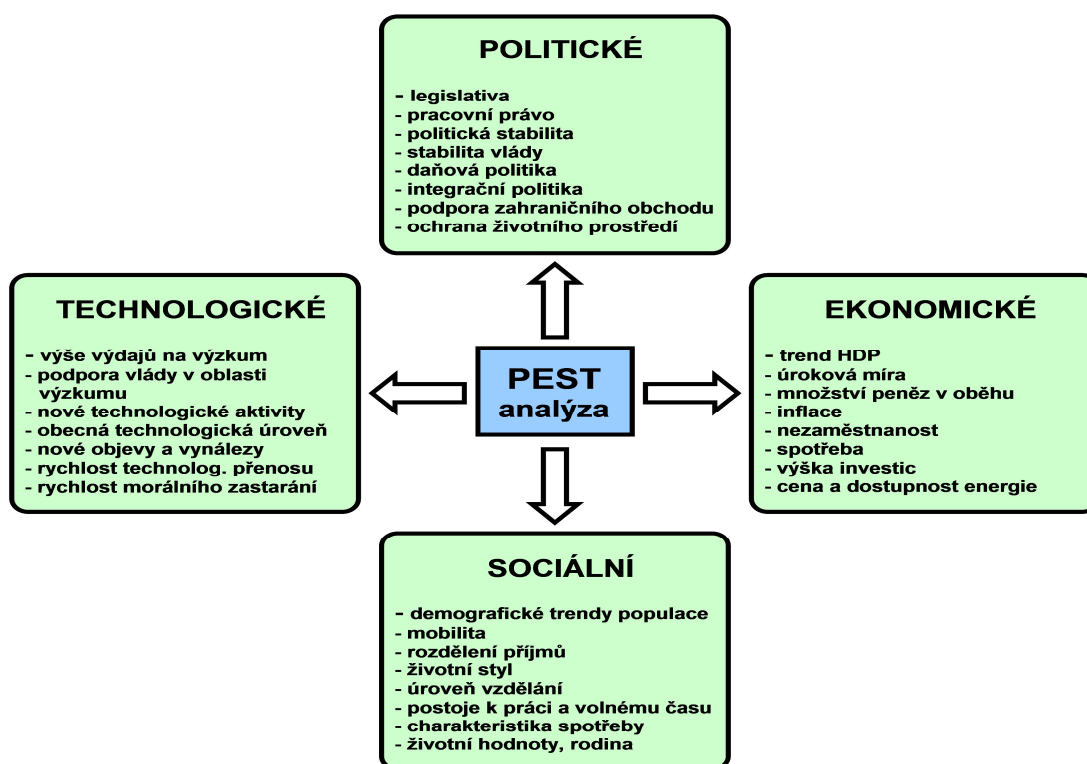 POLITICKÉ
- legislativa
- pracovní právo
- politická stabilita
- stabilita vlády
- daňová politika
- integrační politika
- podpora zahraničního obchodu
- ochrana životního prostředí
TECHNOLOGICKÉ
- výše výdajů na výzkum
- podpora vlády v oblasti
výzkumu
- nové technologické aktivity
- obecná technologická úroveň
- nové objevy a vynálezy
- rychlost technolog. přenosu
- rychlost morálního zastarání
PEST
analýza
EKONOMICKÉ
- trend HDP
- úroková míra
- množství peněz v oběhu
- inflace
- nezaměstnanost
- spotřeba
- výška investic
- cena a dostupnost energie
SOCIÁLNÍ
- demografické trendy populace
- mobilita
- rozdělení příjmů
- životní styl
- úroveň vzdělání
- postoje k práci a volnému času
- charakteristika spotřeby
- životní hodnoty, rodina